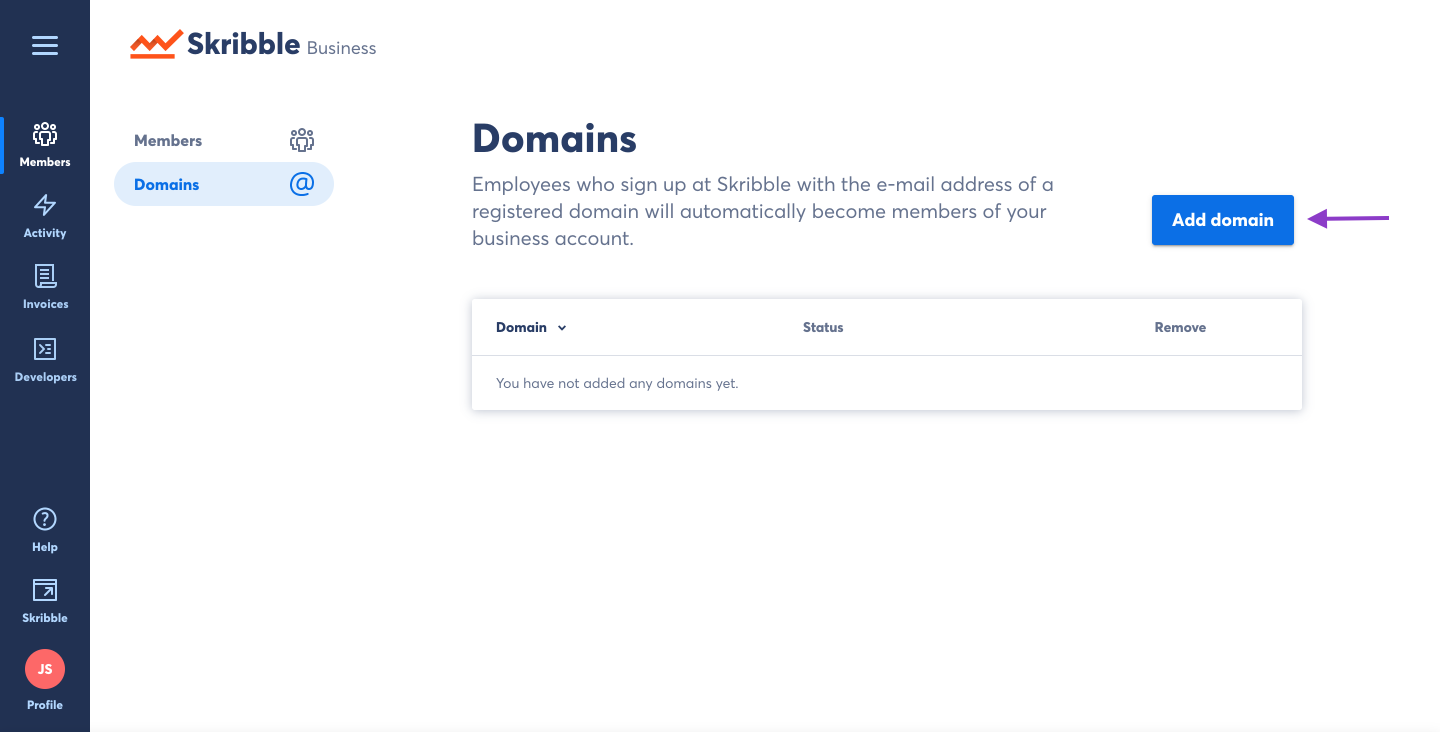 Skribble Business
Members
Activity
Invoices
Developers
Help
Skribble
JS
Profile
Members
Domains @
Domains
Employees who sign up at Skribble with the e-mail address of a
registered domain will automatically become members of your
business account.
Add domain
Domain Status Remove
You have not added any domains yet.